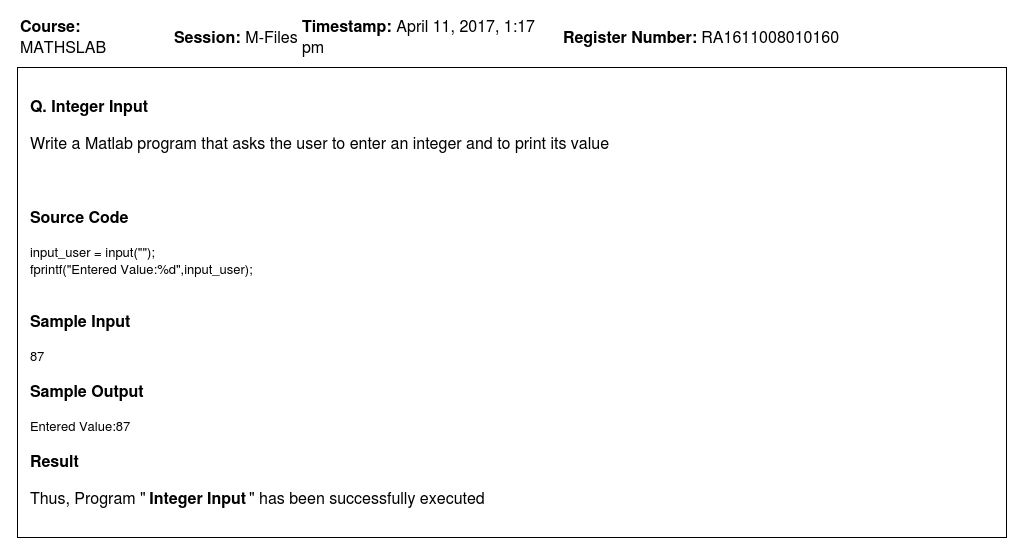 Course: MATHSLAB
Session: M-Files
Timestamp: April 11, 2017, 1:17 pm
Register Number: RA1611008010160
Q. Integer Input
Write a Matlab program that asks the user to enter an integer and to print its value
Source Code
input_user = input("");
fprintf("Entered Value:%d",input_user);
Sample Input
87
Sample Output
Entered Value:87
Result
Thus, Program " Integer Input " has been successfully executed